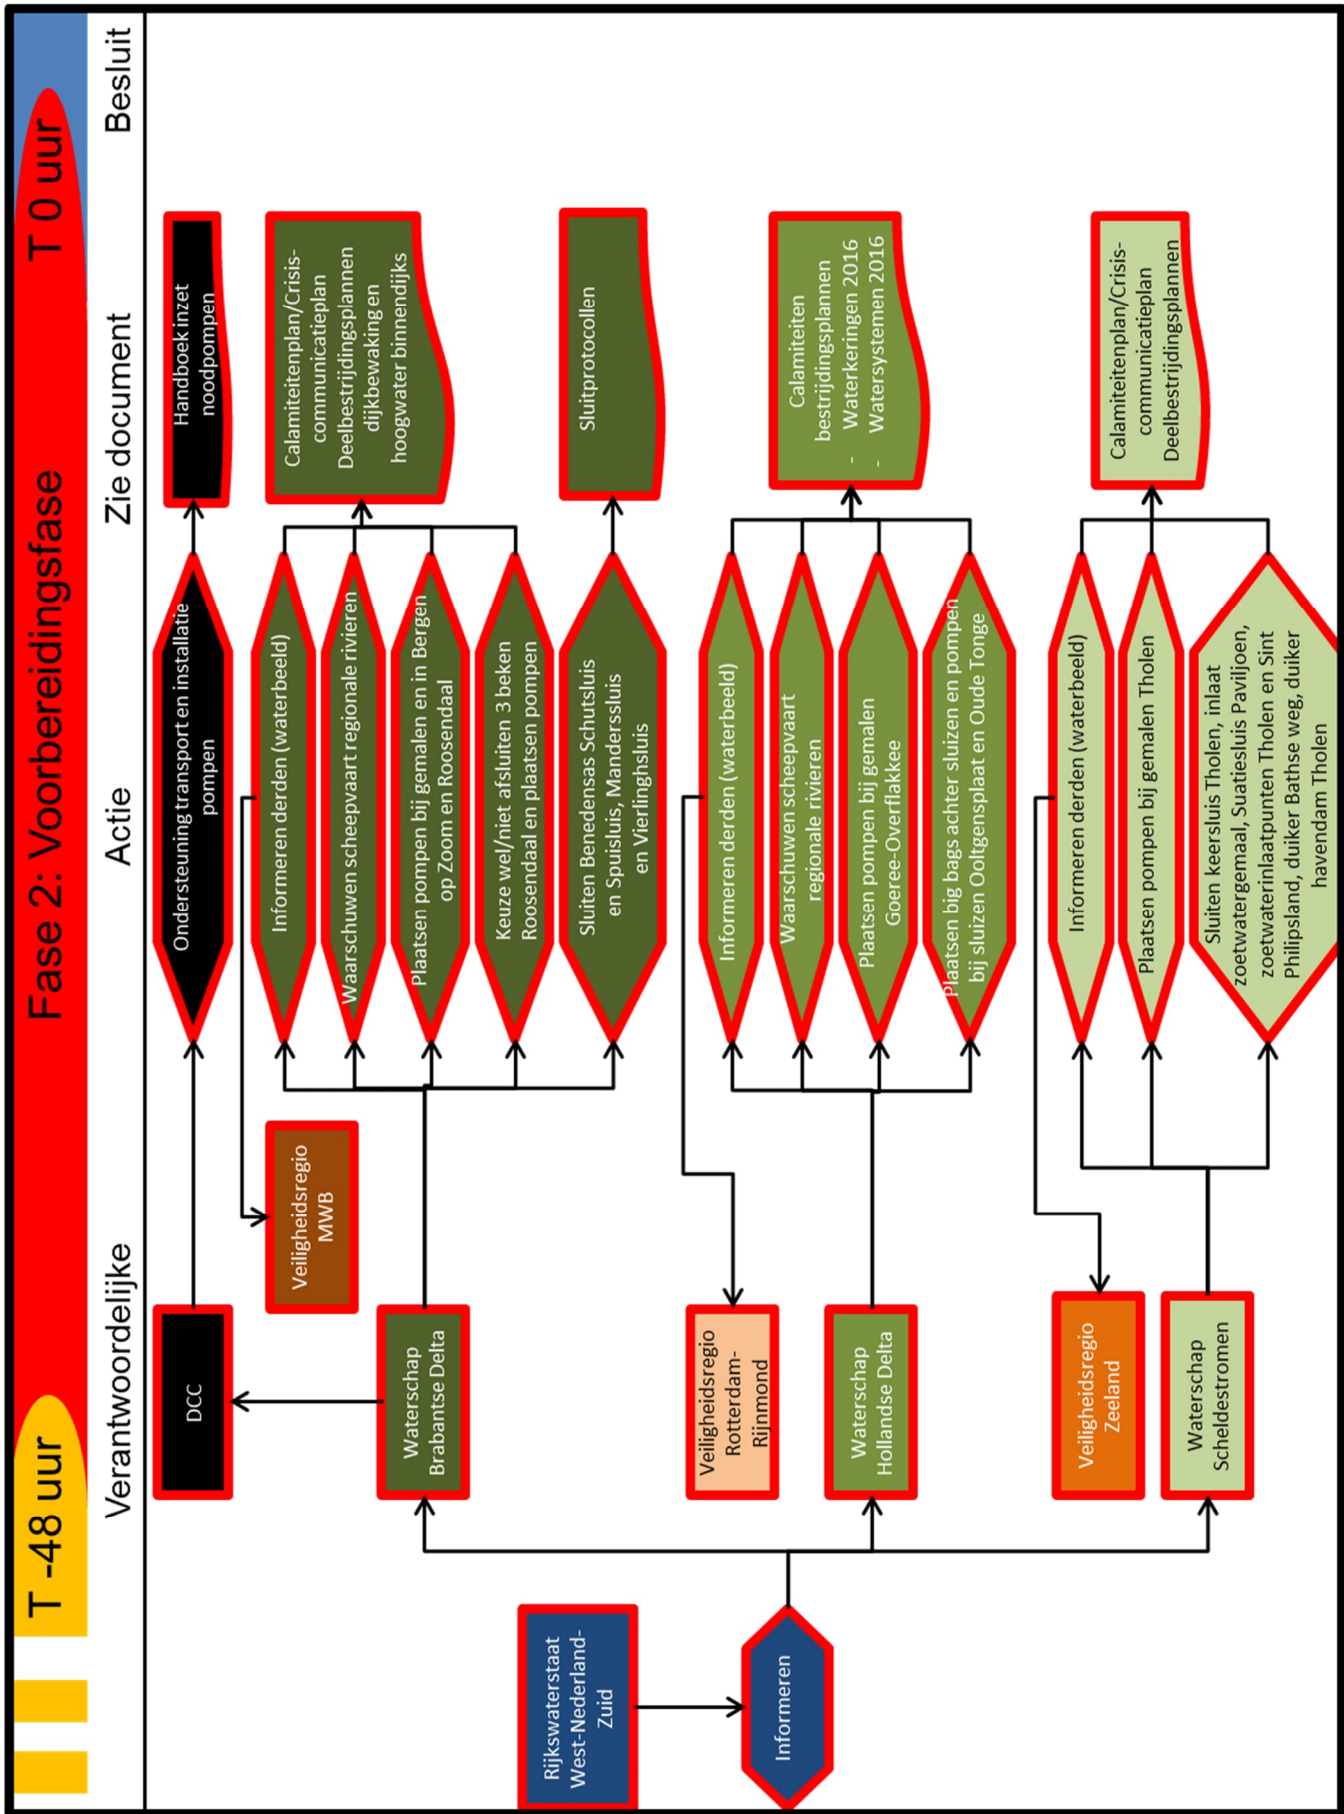 Fase 2: Voorbereidingsfase
T -48 uur
T 0 uur
Verantwoordelijke
Actie
Zie document
Besluit
Rijkswaterstaat
West-Nederland-
Zuid
Informeren
DCC
Veiligheidsregio
MWB
Waterschap
Brabantse Delta
Veiligheidsregio
Rotterdam-
Rijnmond
Waterschap
Hollandse Delta
Veiligheidsregio
Zeeland
Waterschap
Scheldestromen
Ondersteuning transport en installatie
pompen
Informeren derden (waterbeeld)
Waarschuwen scheepvaart regionale rivieren
Plaatsen pompen bij gemalen en in Bergen
op Zoom en Roosendaal
Keuze wel/niet afsluiten 3 beken
Roosendaal en plaatsen pompen
Sluiten Benedensas Schutsluis
en Spuisluis, Manderssluis
en Vierlinghsluis
Informeren derden (waterbeeld)
Waarschuwen scheepvaart
regionale rivieren
Plaatsen pompen bij gemalen
Goeree-Overflakkee
Plaatsen big bags achter sluizen en pompen
bij sluizen Ooltgensplaat en Oude Tonge
Informeren derden (waterbeeld)
Plaatsen pompen bij gemalen Tholen
Sluiten keersluis Tholen, inlaat
zoetwatergemaal, Suatiesluis Paviljoen,
zoetwaterinlaatpunten Tholen en Sint
Philipsland, duiker Bathse weg, duiker
havendam Tholen
Handboek inzet
noodpompen
Calamiteitenplan/Crisis-
communicatieplan
Deelbestrijdingsplannen
dijkbewaking en
hoogwater binnendijks
Sluitprotocollen
Calamiteiten
bestrijdingsplannen
- Waterkeringen 2016
- Watersystemen 2016
Calamiteitenplan/Crisis-
communicatieplan
Deelbestrijdingsplannen